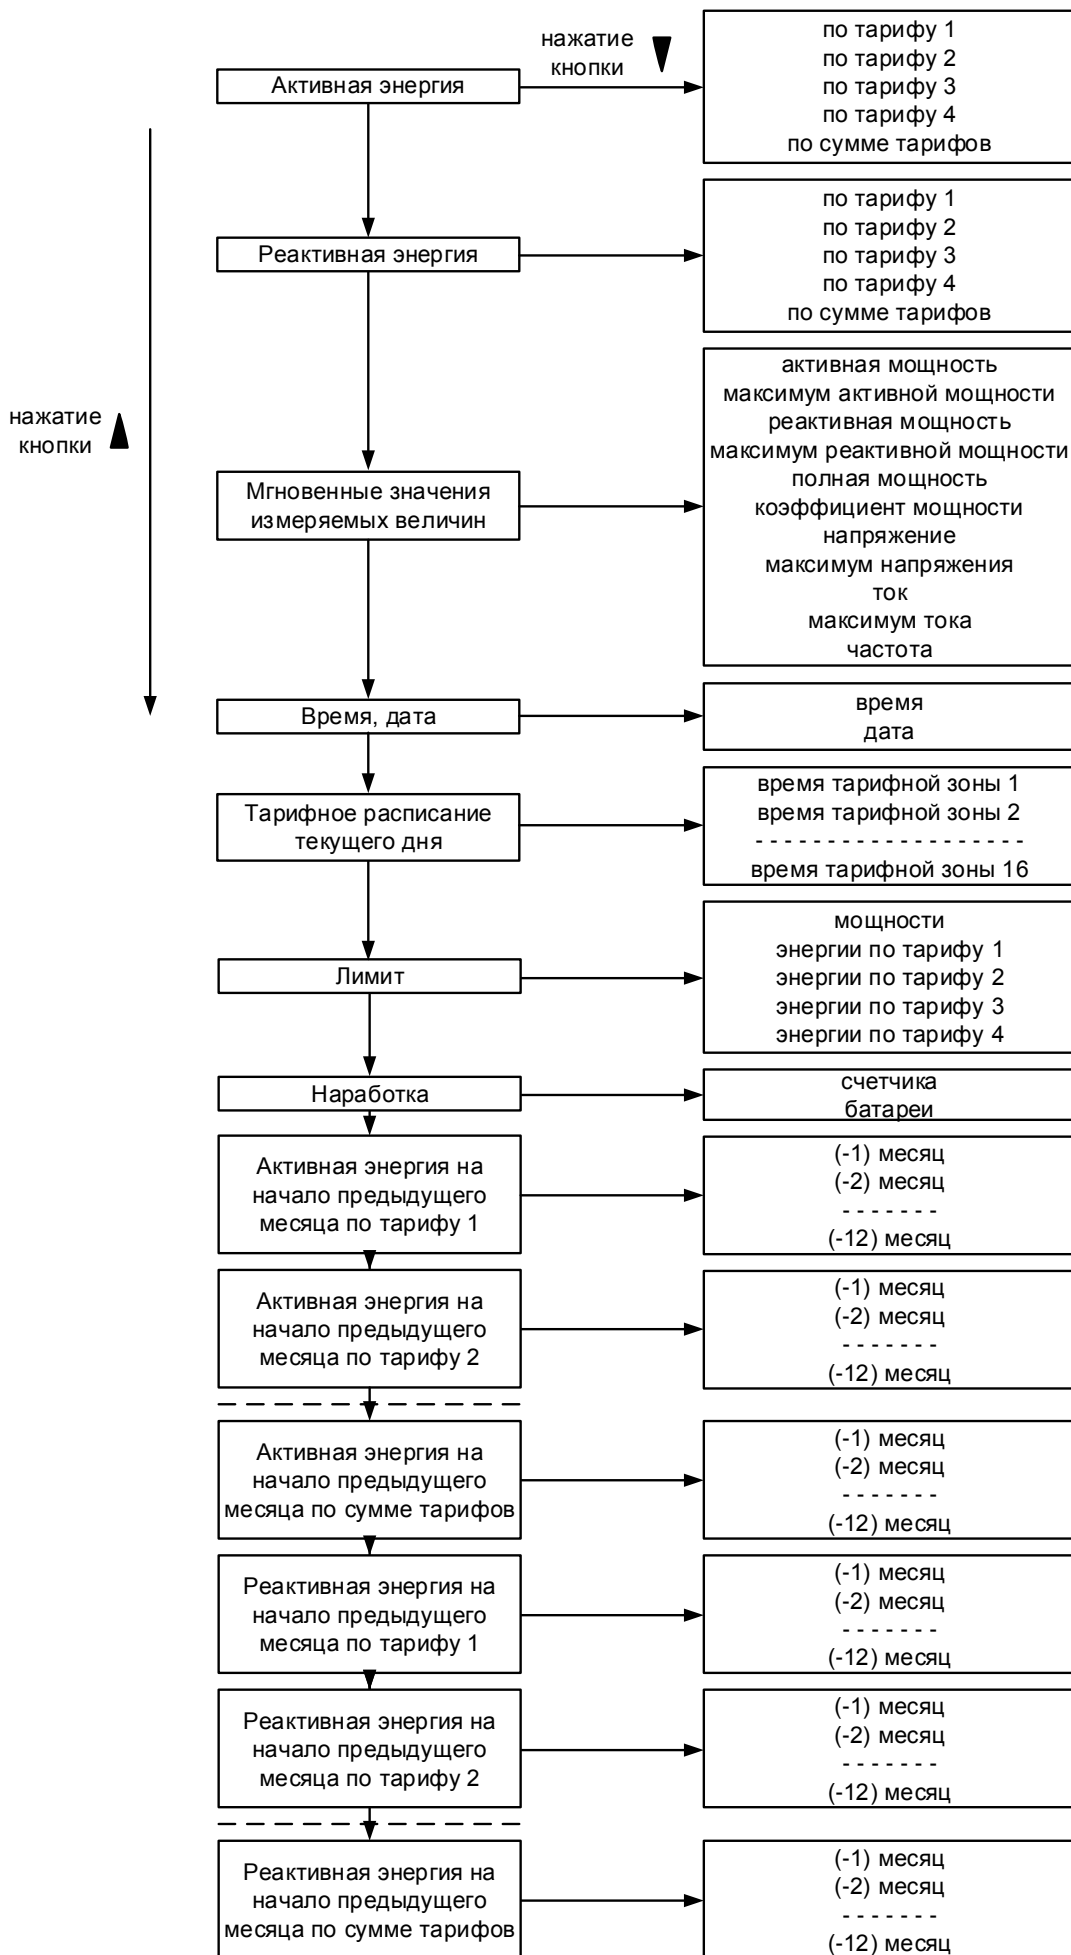 нажатие
кнопки
Активная энергия
по тарифу 1
по тарифу 2
по тарифу 3
по тарифу 4
по сумме тарифов
Реактивная энергия
по тарифу 1
по тарифу 2
по тарифу 3
по тарифу 4
по сумме тарифов
нажатие
кнопки
Мгновенные значения
измеряемых величин
активная мощность
максимум активной мощности
реактивная мощность
максимум реактивной мощности
полная мощность
коэффициент мощности
напряжение
максимум напряжения
ток
максимум тока
частота
Время, дата
время
дата
Тарифное расписание
текущего дня
время тарифной зоны 1
время тарифной зоны 2
- - - - - - - - - - - - - - - - - - -
время тарифной зоны 16
Лимит
мощности
энергии по тарифу 1
энергии по тарифу 2
энергии по тарифу 3
энергии по тарифу 4
Наработка
счетчика
батареи
Активная энергия на
начало предыдущего
месяца по тарифу 1
(-1) месяц
(-2) месяц
- - - - - - -
(-12) месяц
Активная энергия на
начало предыдущего
месяца по тарифу 2
(-1) месяц
(-2) месяц
- - - - - - -
(-12) месяц
Активная энергия на
начало предыдущего
месяца по сумме тарифов
(-1) месяц
(-2) месяц
- - - - - - -
(-12) месяц
Реактивная энергия на
начало предыдущего
месяца по тарифу 1
(-1) месяц
(-2) месяц
- - - - - - -
(-12) месяц
Реактивная энергия на
начало предыдущего
месяца по тарифу 2
(-1) месяц
(-2) месяц
- - - - - - -
(-12) месяц
Реактивная энергия на
начало предыдущего
месяца по сумме тарифов
(-1) месяц
(-2) месяц
- - - - - - -
(-12) месяц